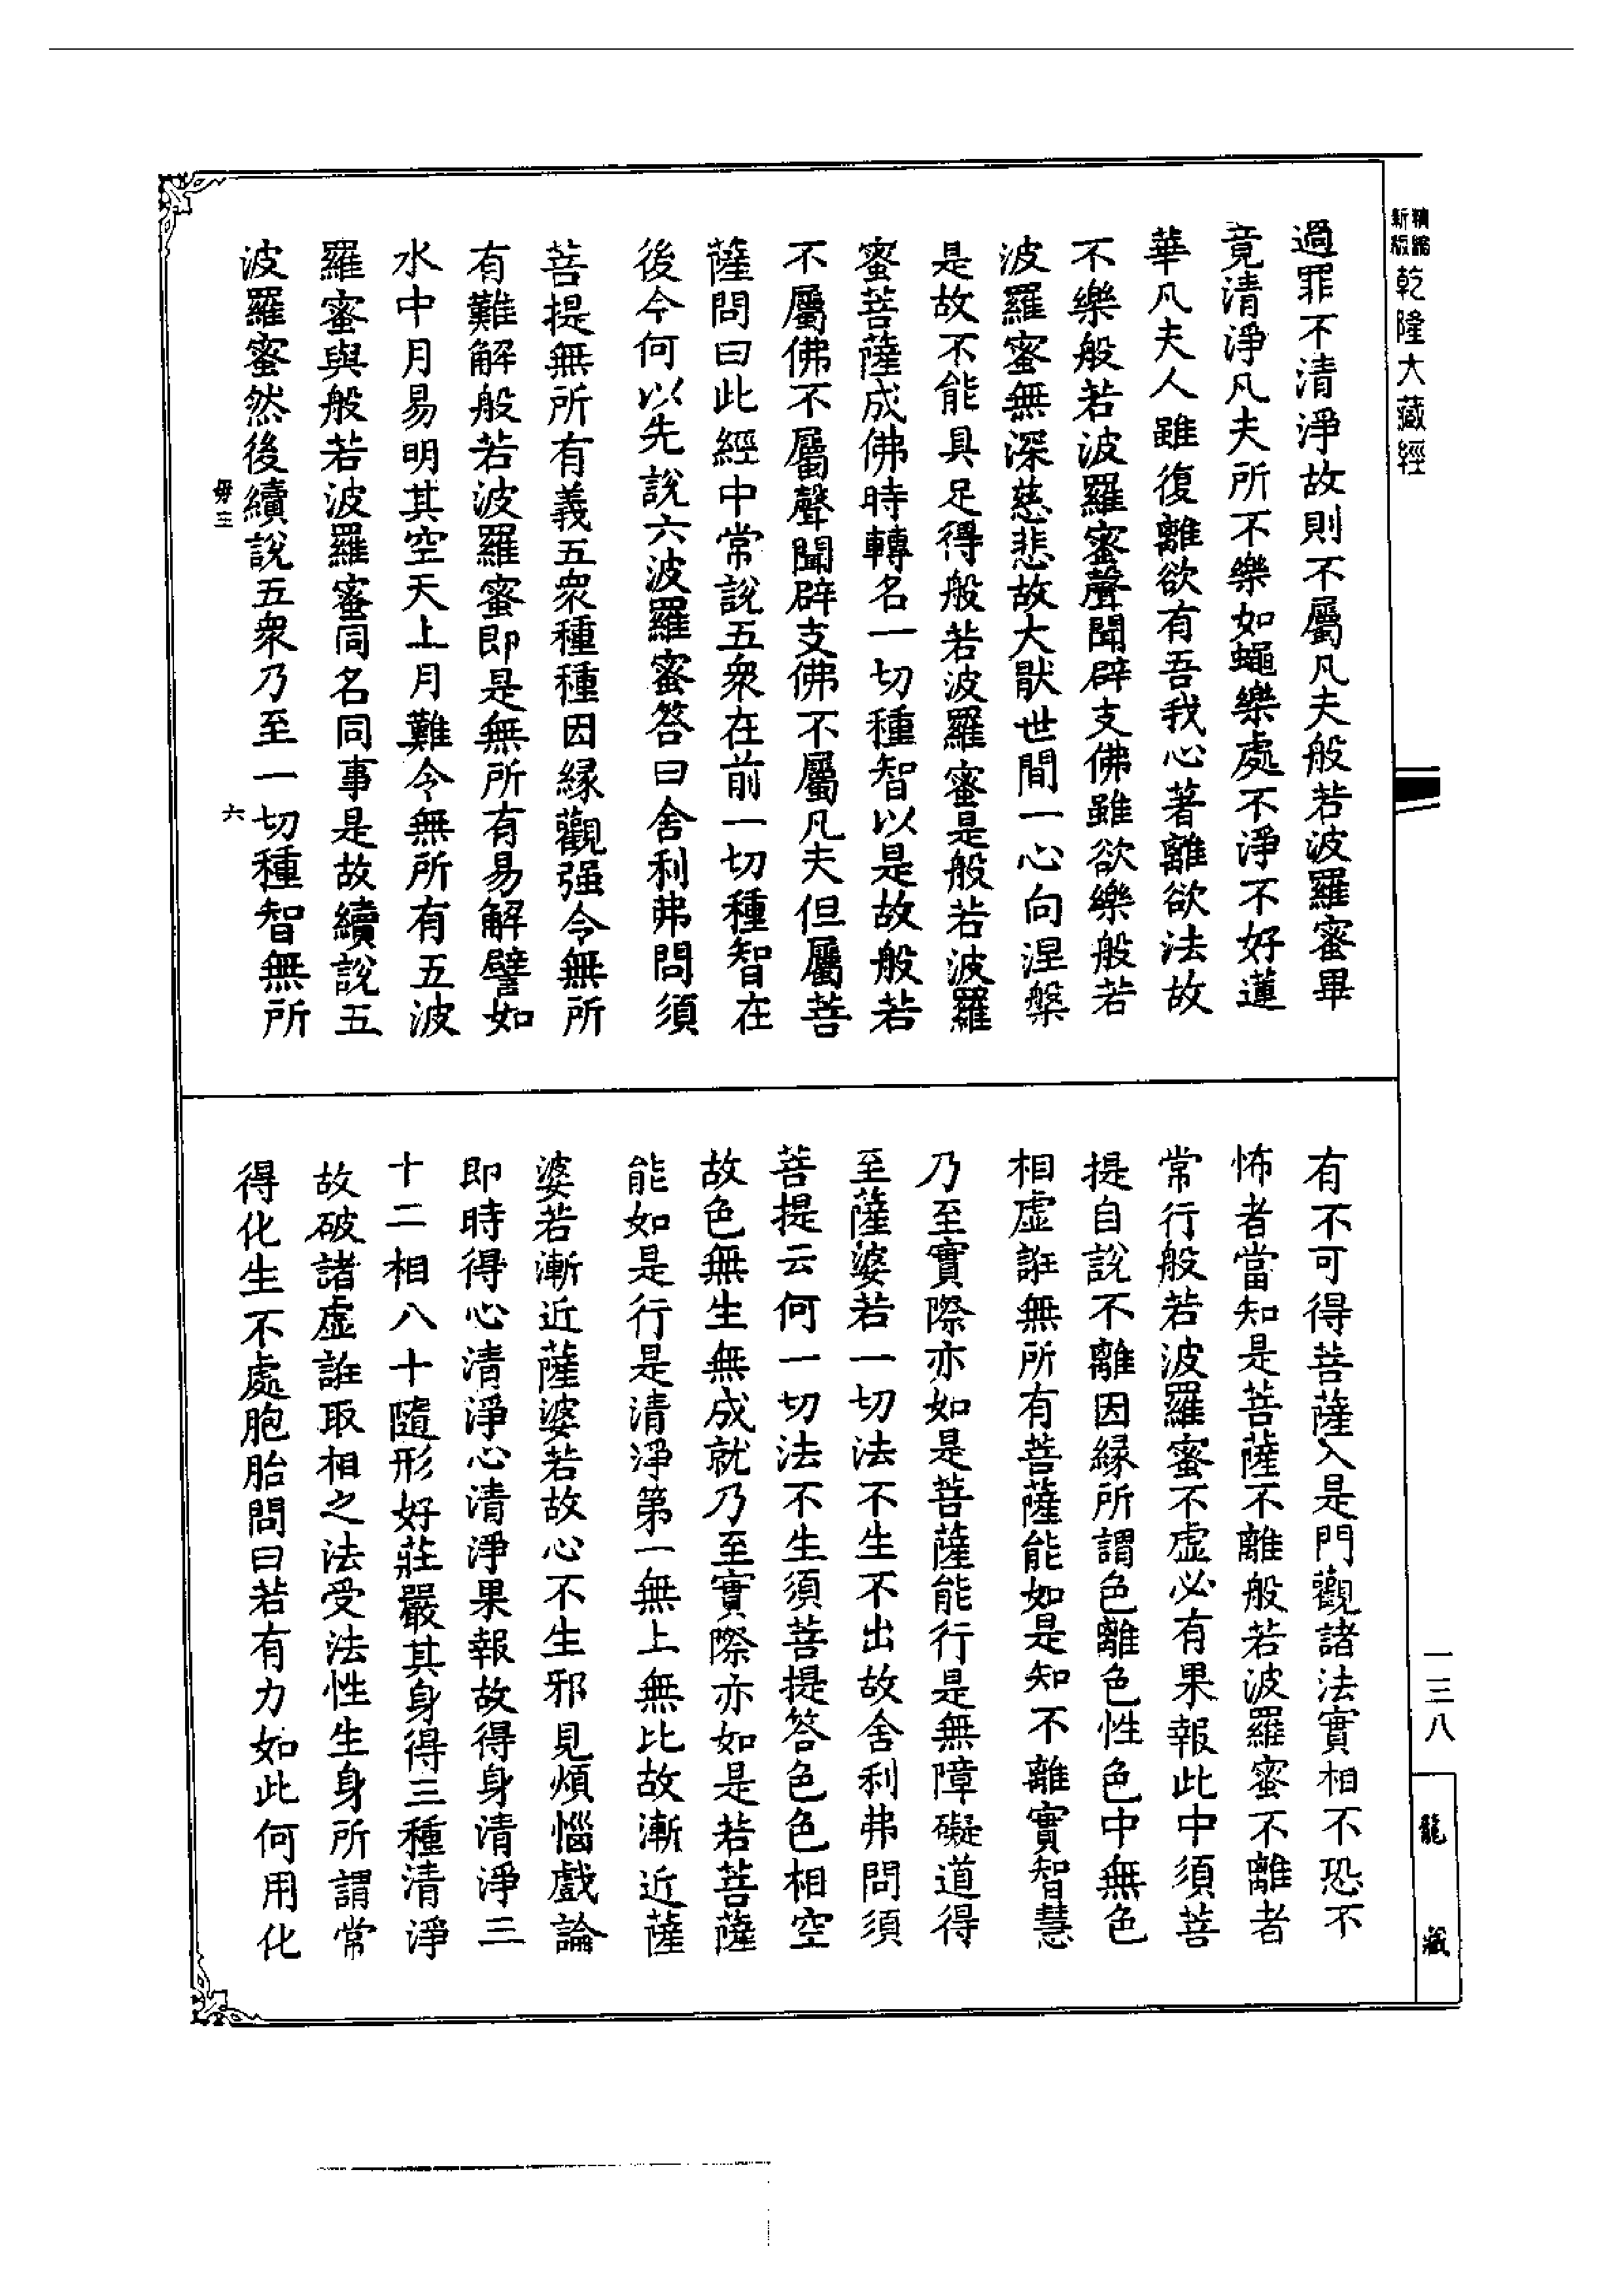 新版
精縮
乾隆大藏經
一三八
龍藏
過罪不清淨故則不屬凡夫般若波羅蜜畢
竟清淨凡夫所不樂如蠅樂處不淨不好蓮
華凡夫人雖復離欲有吾我心著離欲法故
不樂般若波羅蜜聲聞辟支佛雖欲樂般若
波羅蜜無深慈悲故大厭世間一心向涅槃
是故不能具足得般若波羅蜜是般若波羅
蜜菩薩成佛時轉名一切種智以是故般若
不屬佛不屬聲聞辟支佛不屬凡夫但屬菩
薩問曰此經中常說五眾在前一切種智在
後今何以先說六波羅蜜答曰舍利弗問須
菩提無所有義五眾種種因緣觀强令無所
有難解般若波羅蜜即是無所有易解譬如
水中月易明其空天上月難令無所有五波
羅蜜與般若波羅蜜同名同事是故續說五
波羅蜜然後續說五眾乃至一切種智無所
六
有不可得菩薩入是門觀諸法實相不恐不
怖者當知是菩薩不離般若波羅蜜不離者
常行般若波羅蜜不虛必有果報此中須菩
提自說不離因緣所謂色離色性色中無色
相虛誑無所有菩薩能如是知不離實智慧
乃至實際亦如是菩薩能行是無障礙道得
至薩婆若一切法不生不出故舍利弗問須
菩提云何一切法不生須菩提答色色相空
故色無生無成就乃至實際亦如是若菩薩
能如是行是清淨第一無上無比故漸近薩
婆若漸近薩婆若故心不生邪見煩惱戲論
即時得心清淨心清淨果報故得身清淨三
十二相八十隨形好莊嚴其身得三種清淨
故破諸虛誑取相之法受法性生身所謂常
得化生不處胞胎問曰若有力如此何用化